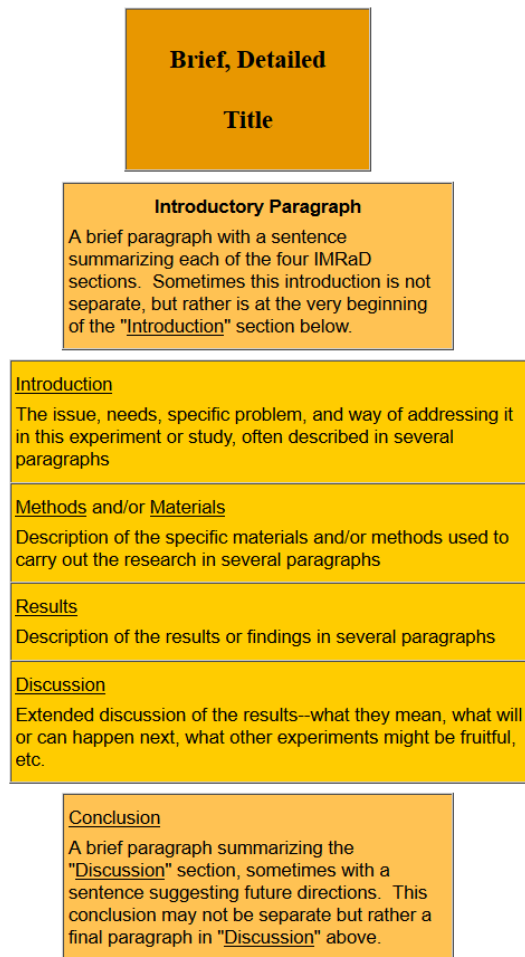 Brief, Detailed
Title
Introductory Paragraph
A brief paragraph with a sentence
summarizing each of the four IMRaD
sections.  Sometimes this introduction is not
separate, but rather is at the very beginning
of the "Introduction" section below.
Introduction
The issue, needs, specific problem, and way of addressing it
in this experiment or study, often described in several
paragraphs
Methods and/or Materials
Description of the specific materials and/or methods used to
carry out the research in several paragraphs
Results
Description of the results or findings in several paragraphs
Discussion
Extended discussion of the results--what they mean, what will
or can happen next, what other experiments might be fruitful,
etc.
Conclusion
A brief paragraph summarizing the
"Discussion" section, sometimes with a
sentence suggesting future directions.  This
conclusion may not be separate but rather a
final paragraph in "Discussion" above.